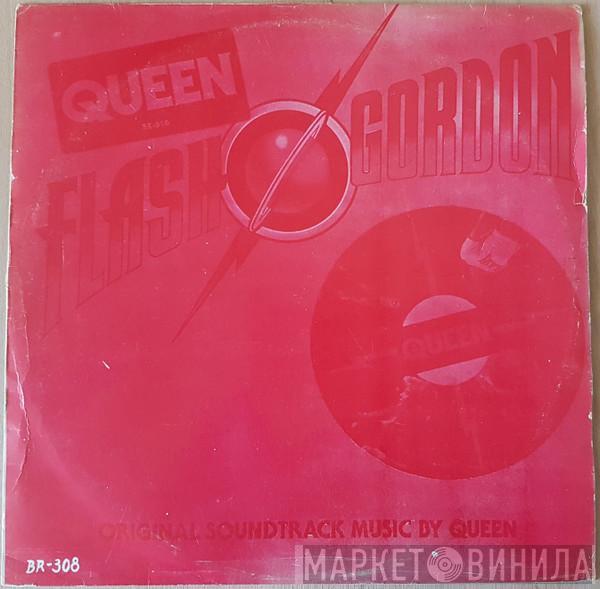 QUEEN
FLASH GORDON
QUEEN
ORIGINAL SOUNDTRACK MUSIC BY QUEEN
BR-308
МАРКЕТ ВИНИЛА